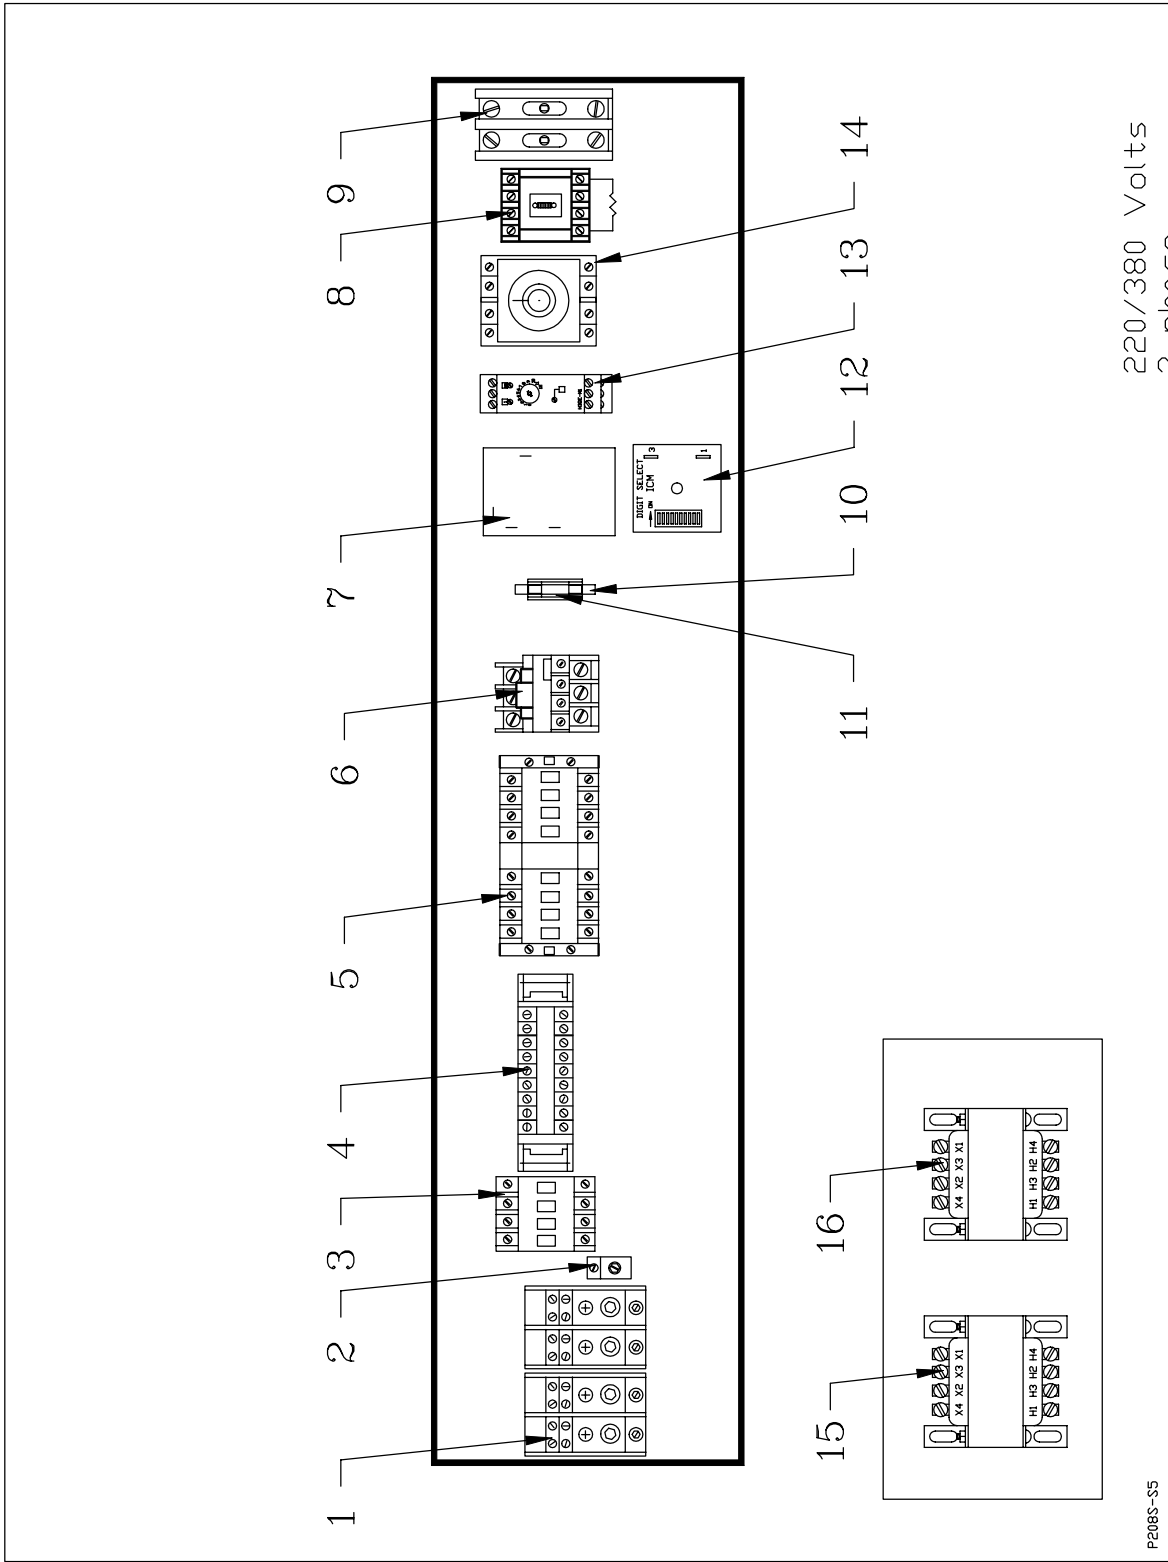 1 2 3 4 5 6 7 8 9
DIGIT SELECT
ON ICM 3
1
15 16 11 10 12 13 14
X4 X2 X3 X1
H1 H3 H2 H4
X4 X2 X3 X1
H1 H3 H2 H4
220/380 Volts
P208S-S5